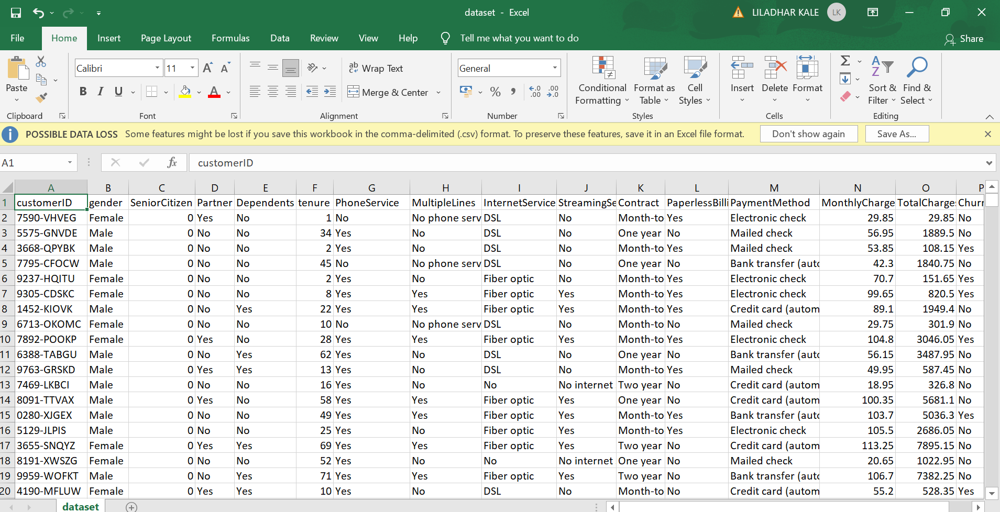 dataset - Excel
LILADHAR KALE LK
File Home Insert Page Layout Formulas Data Review View Help Tell me what you want to do Share
Calibri 11 A A ab Wrap Text General
Paste B I U A Merge & Center % Conditional Formatting Format as Table Cell Styles Insert Delete Format Sort & Filter Find & Select
Clipboard Font Alignment Number Styles Cells Editing
POSSIBLE DATA LOSS Some features might be lost if you save this workbook in the comma-delimited (.csv) format. To preserve these features, save it in an Excel file format. Don't show again Save As...
A1 fx customerID
A B C D E F G H I J K L M N O P
1 customerID gender SeniorCitizen Partner Dependents tenure PhoneService MultipleLines InternetService StreamingSe Contract PaperlessBilli PaymentMethod MonthlyCharge TotalCharge Churn
2 7590-VHVEG Female 0 Yes No 1 No No phone serv DSL No Month-to Yes Electronic check 29.85 29.85 No
3 5575-GNVDE Male 0 No No 34 Yes No DSL No One year No Mailed check 56.95 1889.5 No
4 3668-QPYBK Male 0 No No 2 Yes No DSL No Month-to Yes Mailed check 53.85 108.15 Yes
5 7795-CFOCW Male 0 No No 45 No No phone serv DSL No One year No Bank transfer (auto 42.3 1840.75 No
6 9237-HQITU Female 0 No No 2 Yes No Fiber optic No Month-to Yes Electronic check 70.7 151.65 Yes
7 9305-CDSKC Female 0 No No 8 Yes Yes Fiber optic Yes Month-to Yes Electronic check 99.65 820.5 Yes
8 1452-KIOVK Male 0 No Yes 22 Yes Yes Fiber optic Yes Month-to Yes Credit card (autom 89.1 1949.4 No
9 6713-OKOMC Female 0 No No 10 No No phone serv DSL No Month-to No Mailed check 29.75 301.9 No
10 7892-POOKP Female 0 Yes No 28 Yes Yes Fiber optic Yes Month-to Yes Electronic check 104.8 3046.05 Yes
11 6388-TABGU Male 0 No Yes 62 Yes No DSL No One year No Bank transfer (auto 56.15 3487.95 No
12 9763-GRSKD Male 0 Yes Yes 13 Yes No DSL No Month-to Yes Mailed check 49.95 587.45 No
13 7469-LKBCI Male 0 No No 16 Yes No No No internet Two year No Credit card (autom 18.95 326.8 No
14 8091-TTVAX Male 0 Yes No 58 Yes Yes Fiber optic Yes One year No Credit card (autom 100.35 5681.1 No
15 0280-XJGEX Male 0 No No 49 Yes Yes Fiber optic Yes Month-to Yes Bank transfer (auto 103.7 5036.3 Yes
16 5129-JLPIS Male 0 No No 25 Yes No Fiber optic Yes Month-to Yes Electronic check 105.5 2686.05 No
17 3655-SNQYZ Female 0 Yes Yes 69 Yes Yes Fiber optic Yes Two year No Credit card (autom 113.25 7895.15 No
18 8191-XWSZG Female 0 No No 52 Yes No No No internet One year No Mailed check 20.65 1022.95 No
19 9959-WOFKT Male 0 No Yes 71 Yes Yes Fiber optic Yes Two year No Bank transfer (auto 106.7 7382.25 No
20 4190-MFLUW Female 0 Yes Yes 10 Yes No DSL No Month-to No Credit card (autom 55.2 528.35 Yes
dataset